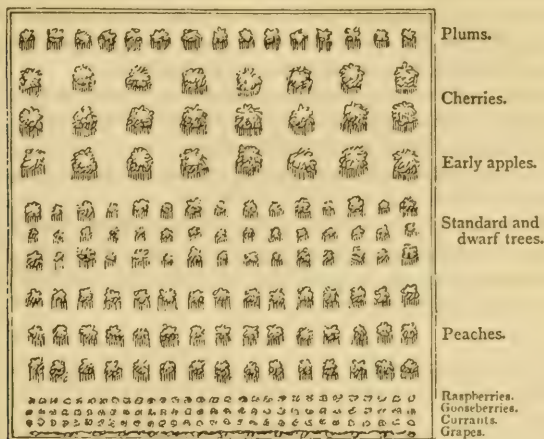 Plums.
Cherries.
Early apples.
Standard and
dwarf trees.
Peaches.
Raspberries.
Gooseberries.
Currants.
Grapes.